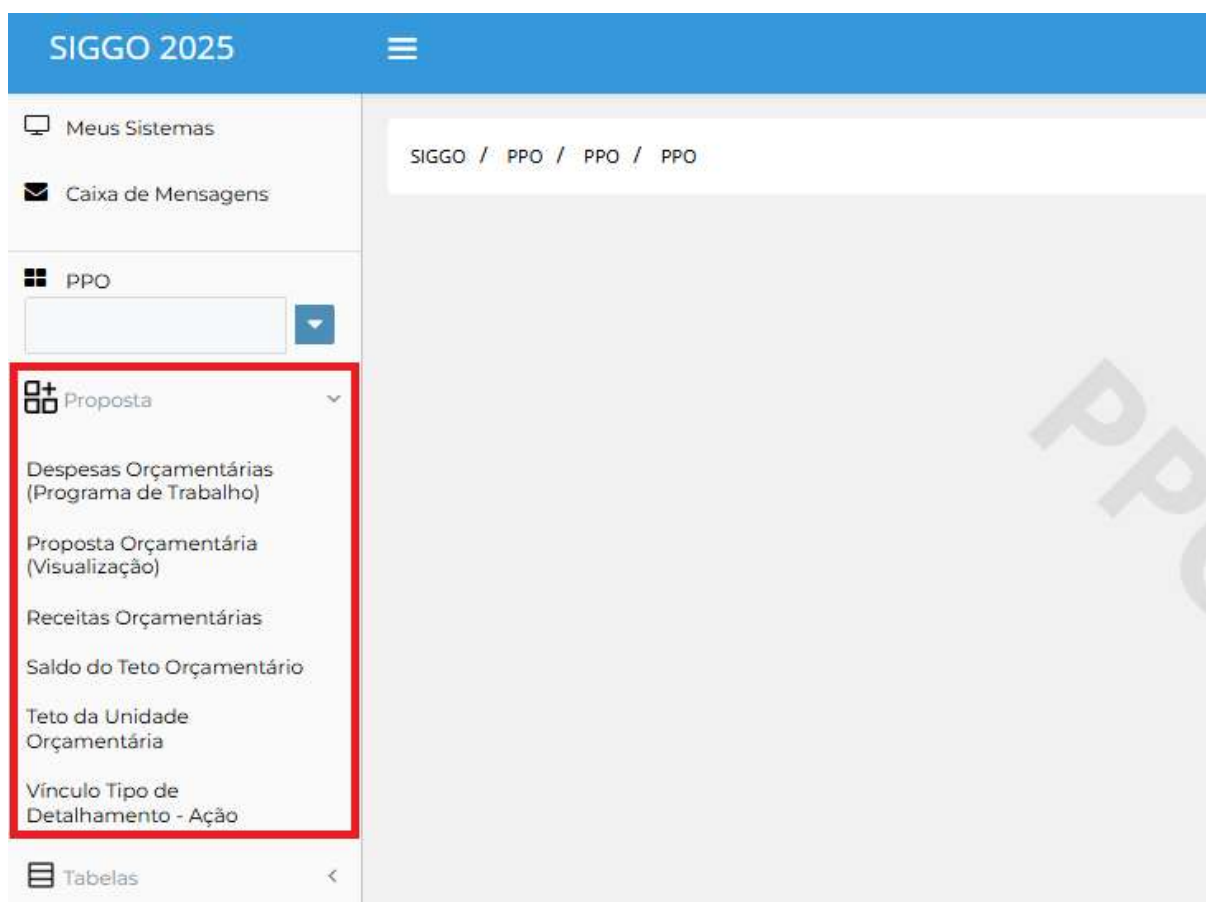 SIGGO 2025
Meus Sistemas
SIGGO / PPO / PPO / PPO
Caixa de Mensagens
PPO
Proposta
Despesas Orçamentárias
(Programa de Trabalho)
Proposta Orçamentária
(Visualização)
Receitas Orçamentárias
Saldo do Teto Orçamentário
Teto da Unidade
Orçamentária
Vínculo Tipo de
Detalhamento - Ação
Tabelas
PPO